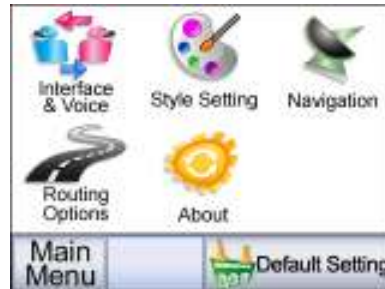 Interface
& Voice
Style Setting
Navigation
Routing
Options
About
Main
Menu
Default Setting